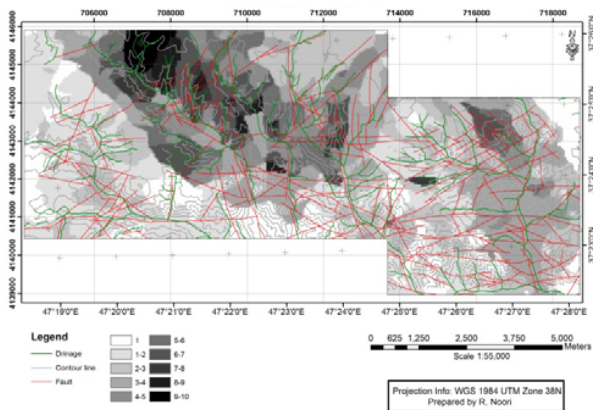 706000 708000 710000 712000 714000 716000 718000
4146000
4145000
4144000
4143000
4142000
4141000
4140000
4139000
47°19'0"E 47°20'0"E 47°21'0"E 47°22'0"E 47°23'0"E 47°24'0"E 47°25'0"E 47°26'0"E 47°27'0"E 47°28'0"E
Legend
Drinage
Contour line
Fault
1
1-2
2-3
3-4
4-5
5-6
6-7
7-8
8-9
9-10
0 625 1,250 2,500 3,750 5,000
Meters
Scale 1:55,000
Projection Info: WGS 1984 UTM Zone 38N
Prepared by R. Noori